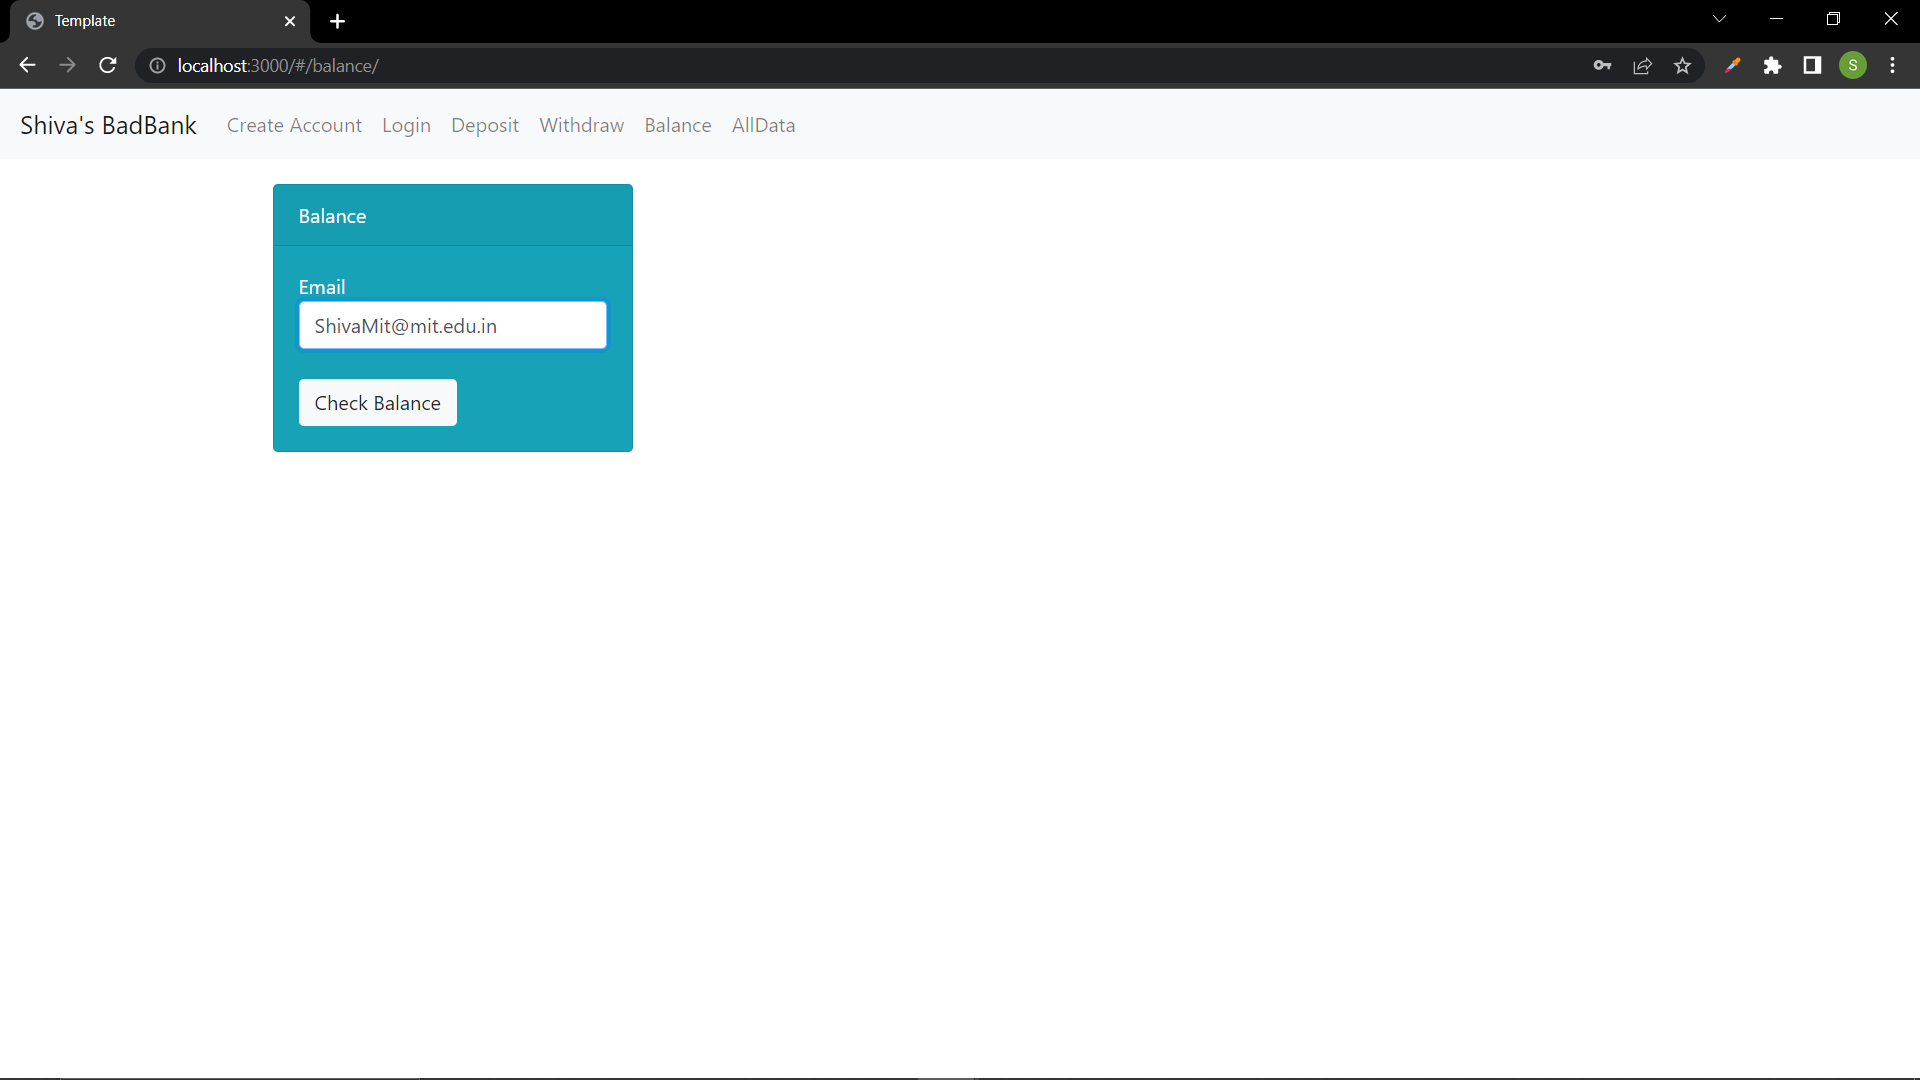 Template
localhost:3000/#/balance/
S
Shiva's BadBank Create Account Login Deposit Withdraw Balance AllData
Balance
Email
ShivaMit@mit.edu.in
Check Balance